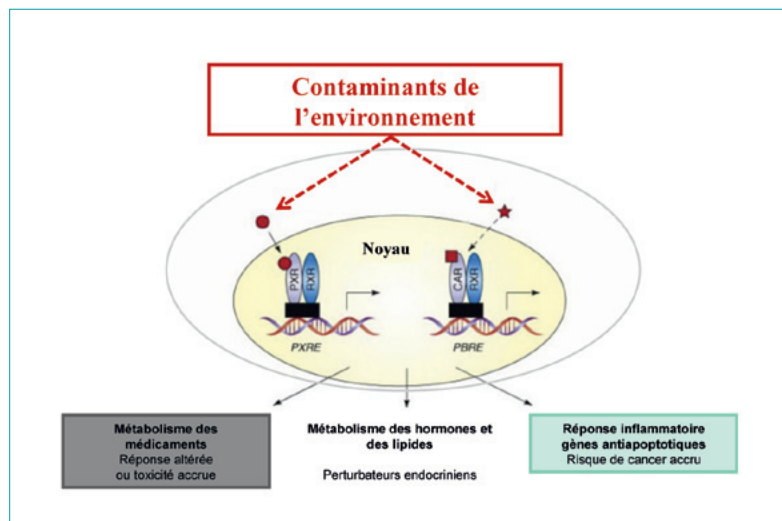 Contaminants de
l'environnement
Noyau
PXR
RXR
CAR
RXR
PXRE
PBRE
Métabolisme des
médicaments
Réponse altérée
ou toxicité accrue
Métabolisme des hormones et
des lipides
Perturbateurs endocriniens
Réponse inflammatoire
gènes antiapoptotiques
Risque de cancer accru